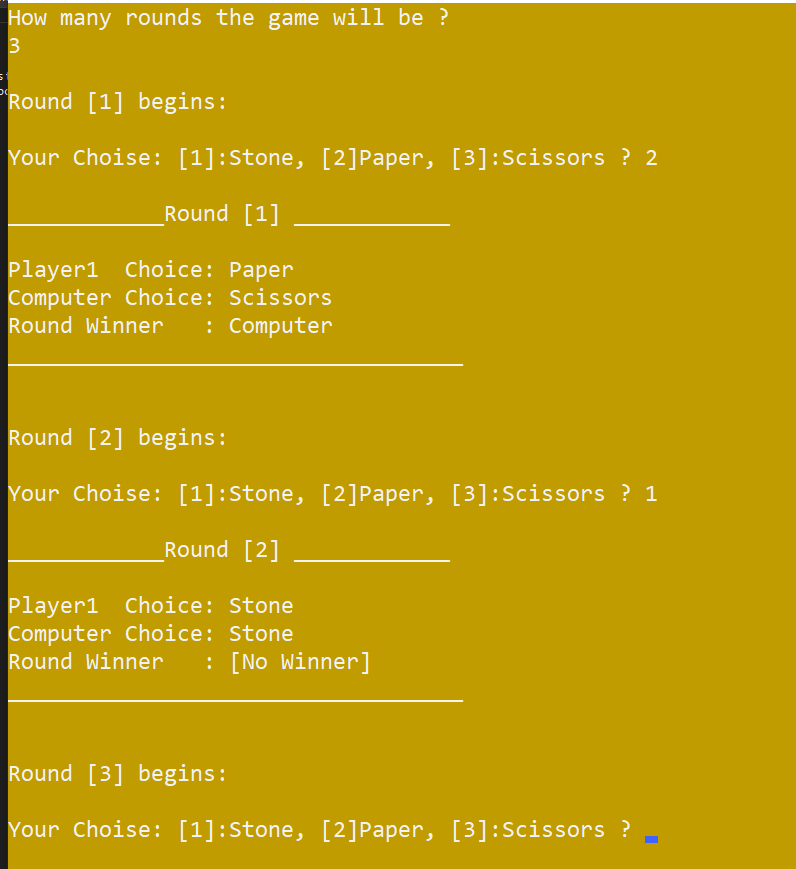 How many rounds the game will be ?
3
Round [1] begins:
Your Choise: [1]:Stone, [2]Paper, [3]:Scissors ? 2
____________Round [1] ____________
Player1  Choice: Paper
Computer Choice: Scissors
Round Winner   : Computer
___________________________________
Round [2] begins:
Your Choise: [1]:Stone, [2]Paper, [3]:Scissors ? 1
____________Round [2] ____________
Player1  Choice: Stone
Computer Choice: Stone
Round Winner   : [No Winner]
___________________________________
Round [3] begins:
Your Choise: [1]:Stone, [2]Paper, [3]:Scissors ?